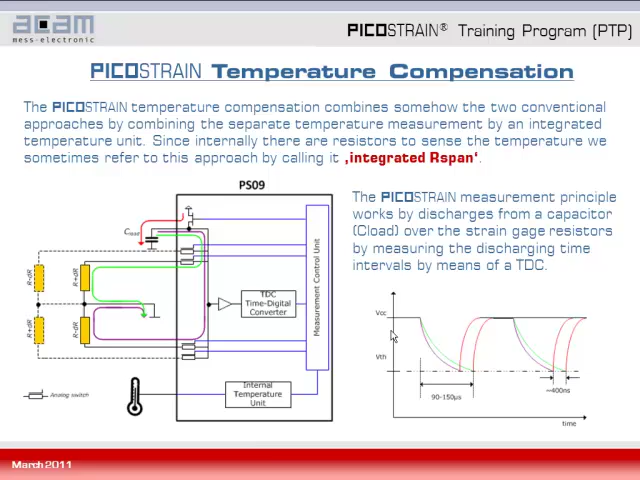 acam
mess-electronic
PICOSTRAIN® Training Program (PTP)
PICOSTRAIN Temperature Compensation
The PICOSTRAIN temperature compensation combines somehow the two conventional
approaches by combining the separate temperature measurement by an integrated
temperature unit. Since internally there are resistors to sense the temperature we
sometimes refer to this approach by calling it ‚integrated Rspan‘.
PS09
Cload
R-dR
R+dR
R+dR
R-dR
TDC
Time-Digital
Converter
Measurement Control Unit
Internal
Temperature
Unit
Analog switch
The PICOSTRAIN measurement principle
works by discharges from a capacitor
(Cload) over the strain gage resistors
by measuring the discharging time
intervals by means of a TDC.
Vcc
Vth
90-150µs
~400ns
time
March 2011